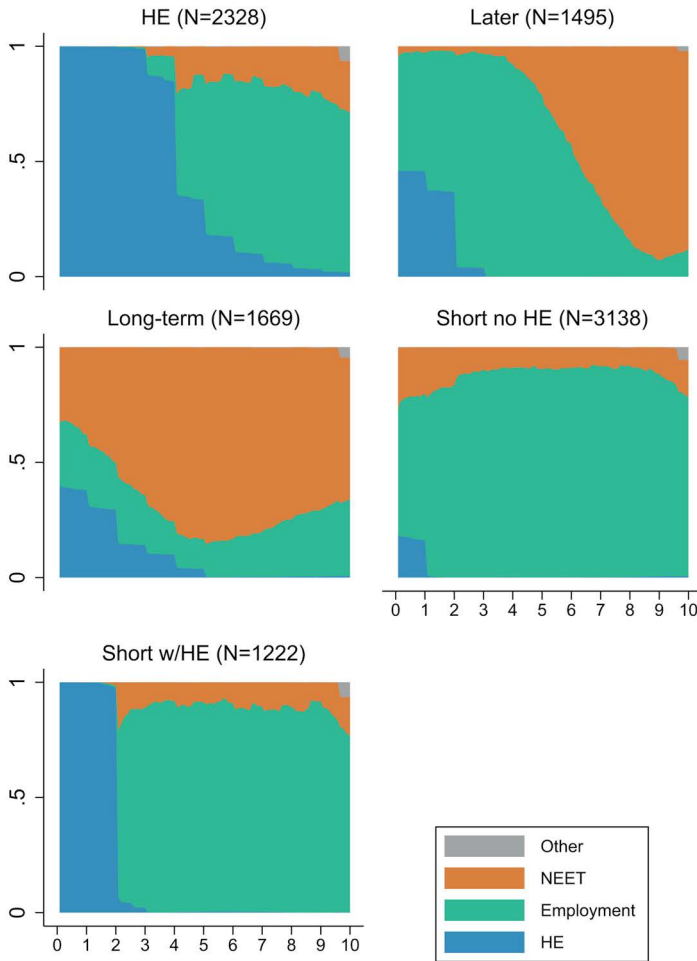 HE (N=2328)
Later (N=1495)
1
.5
0
Long-term (N=1669)
Short no HE (N=3138)
1
.5
0
0 1 2 3 4 5 6 7 8 9 10
Short w/HE (N=1222)
1
.5
0
0 1 2 3 4 5 6 7 8 9 10
Other
NEET
Employment
HE